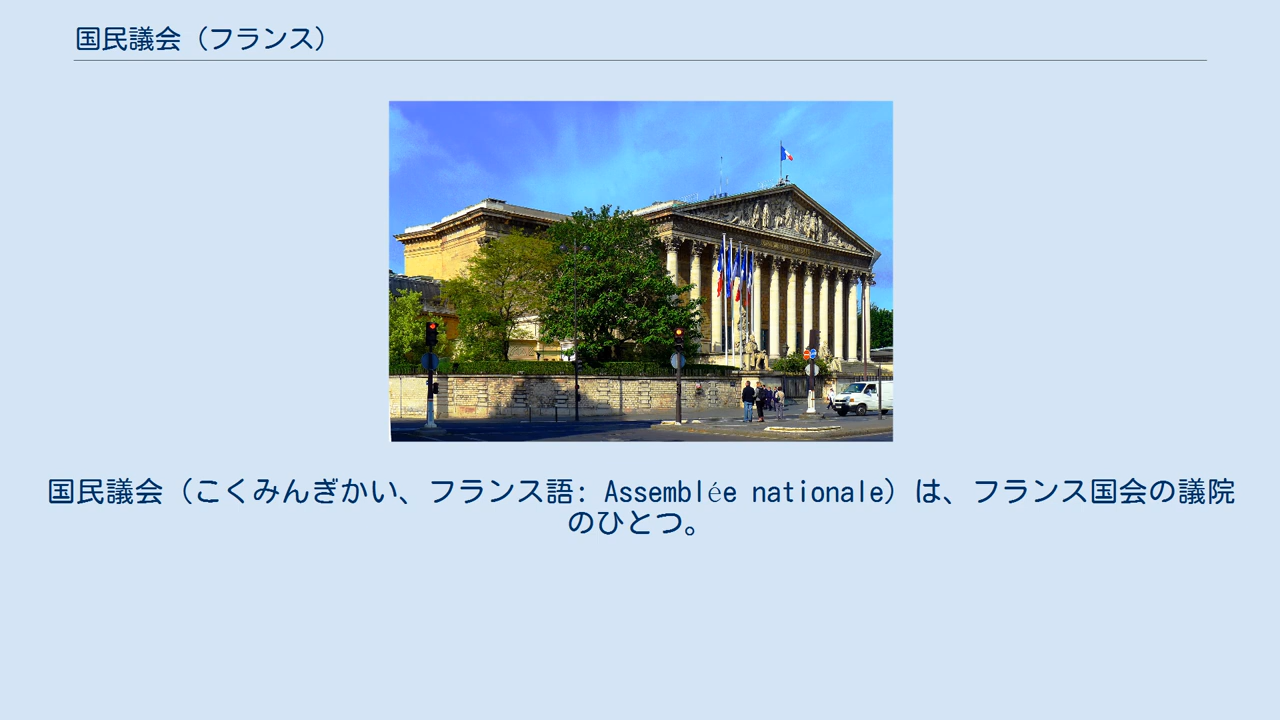 国民議会（フランス）
国民議会（こくみんぎかい、フランス語: Assemblée nationale）は、フランス国会の議院
のひとつ。